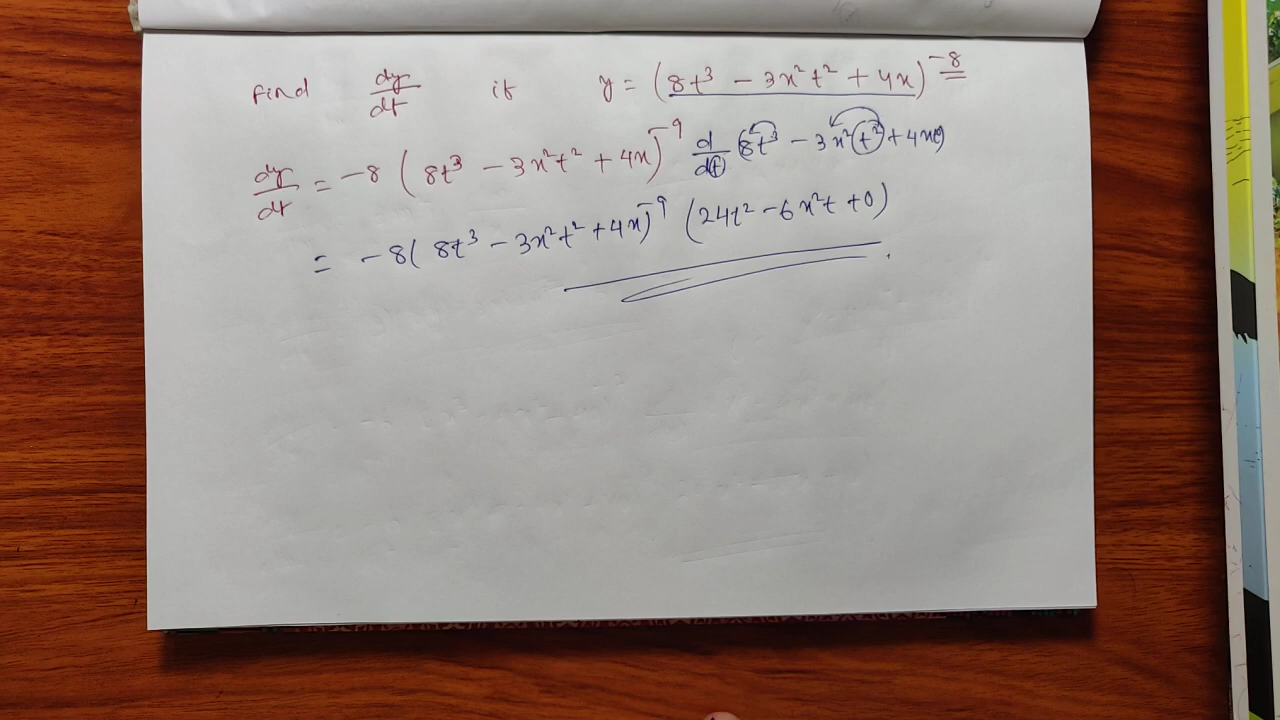 Find dy/dt if y = (8t³ - 3x²t² + 4x)⁻⁸
dy/dt = -8 (8t³ - 3x²t² + 4x)⁻⁹ d/dt (8t³ - 3x²t² + 4x)
= -8( 8t³ - 3x²t² + 4x)⁻⁹ (24t² - 6x²t + 0)